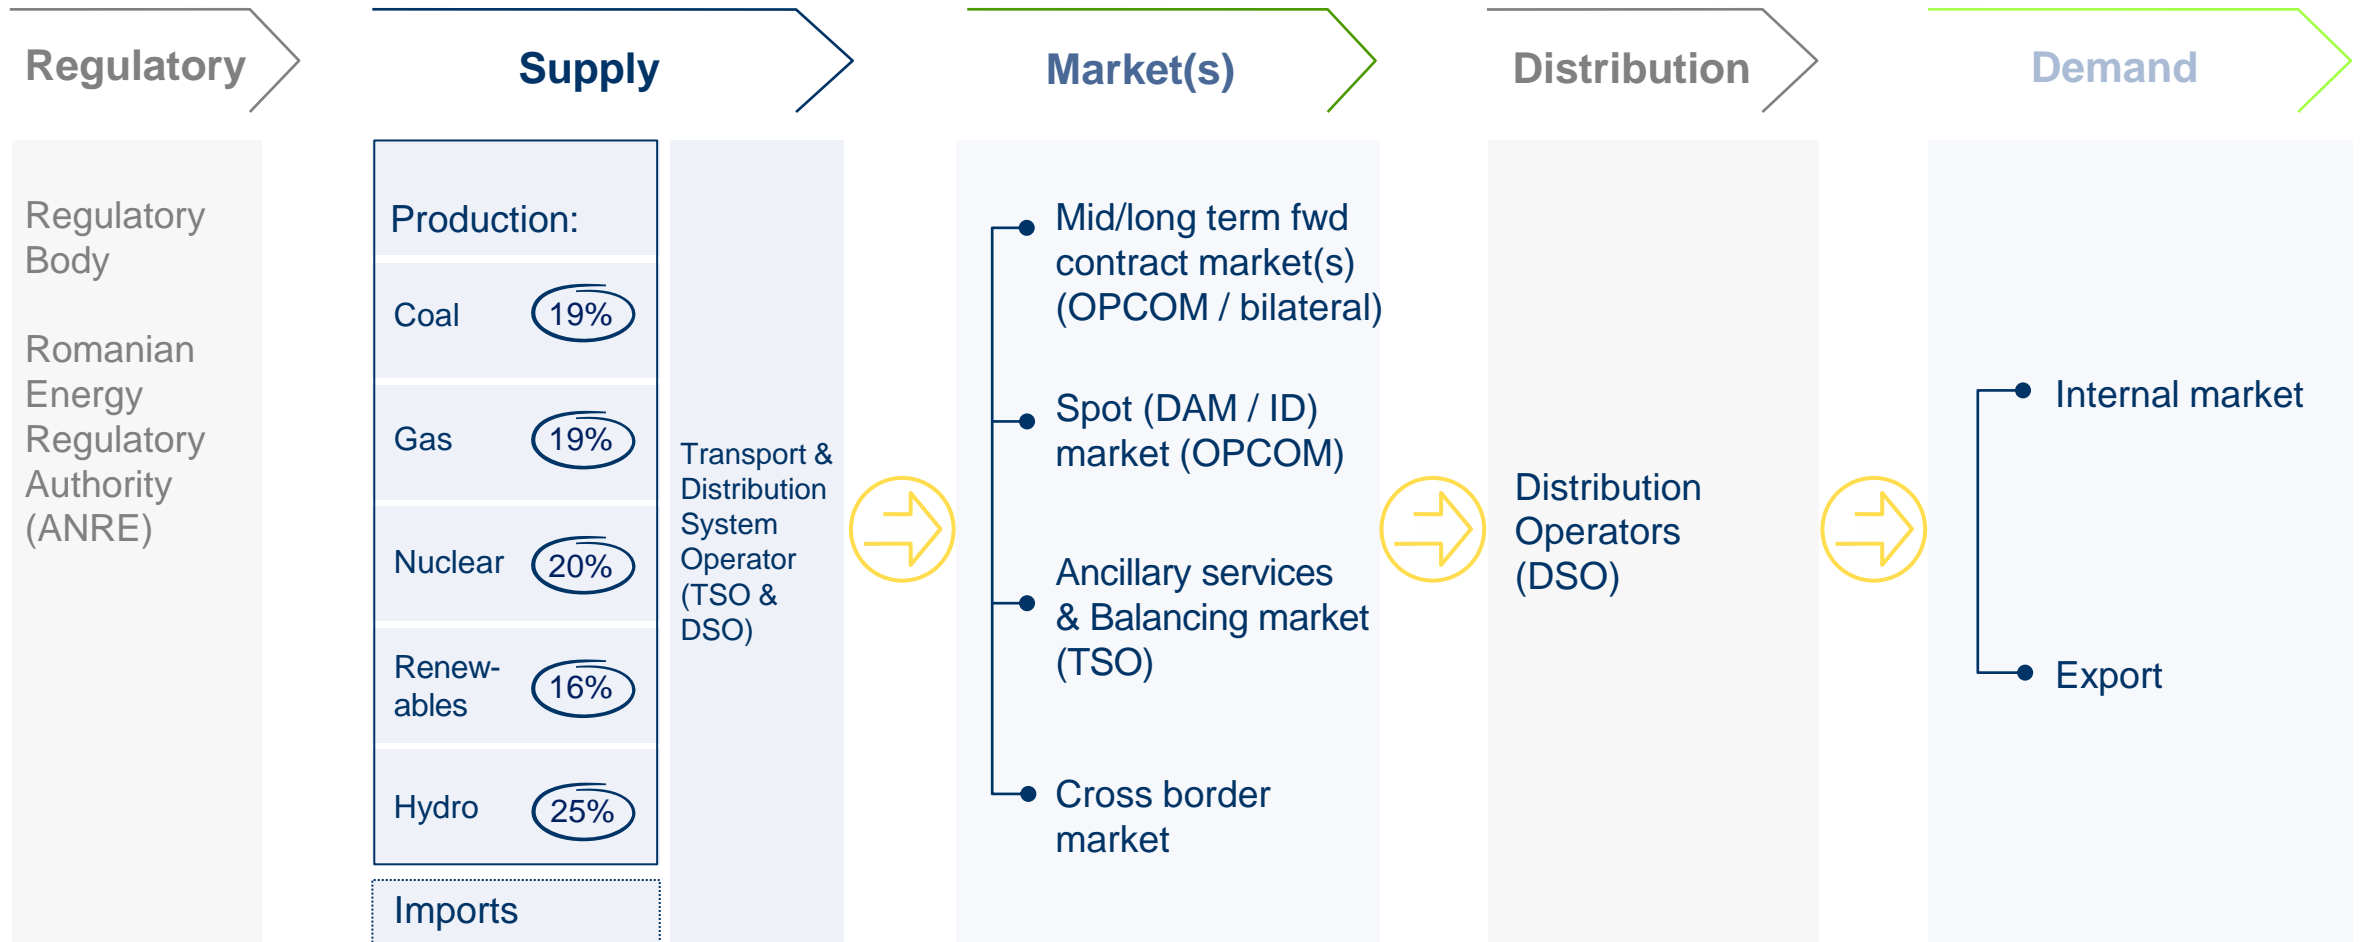 Regulatory
Supply
Market(s)
Distribution
Demand
Regulatory
Body
Romanian
Energy
Regulatory
Authority
(ANRE)
Production:
Coal
19%
Gas
19%
Nuclear
20%
Renew-
ables
16%
Hydro
25%
Imports
Transport &
Distribution
System
Operator
(TSO &
DSO)
Mid/long term fwd
contract market(s)
(OPCOM / bilateral)
Spot (DAM / ID)
market (OPCOM)
Ancillary services
& Balancing market
(TSO)
Cross border
market
Distribution
Operators
(DSO)
Internal market
Export